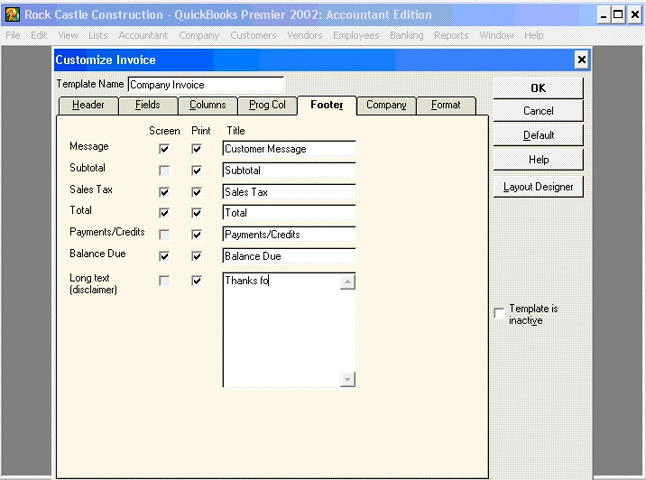 Rock Castle Construction - QuickBooks Premier 2002: Accountant Edition
File Edit View Lists Accountant Company Customers Vendors Employees Banking Reports Window Help
Customize Invoice
Template Name Company Invoice
Header Fields Columns Prog Col Footer Company Format
OK
Cancel
Default
Help
Layout Designer
Screen Print Title
Message Customer Message
Subtotal Subtotal
Sales Tax Sales Tax
Total Total
Payments/Credits Payments/Credits
Balance Due Balance Due
Long text Thanks fo
(disclaimer)
Template is
inactive